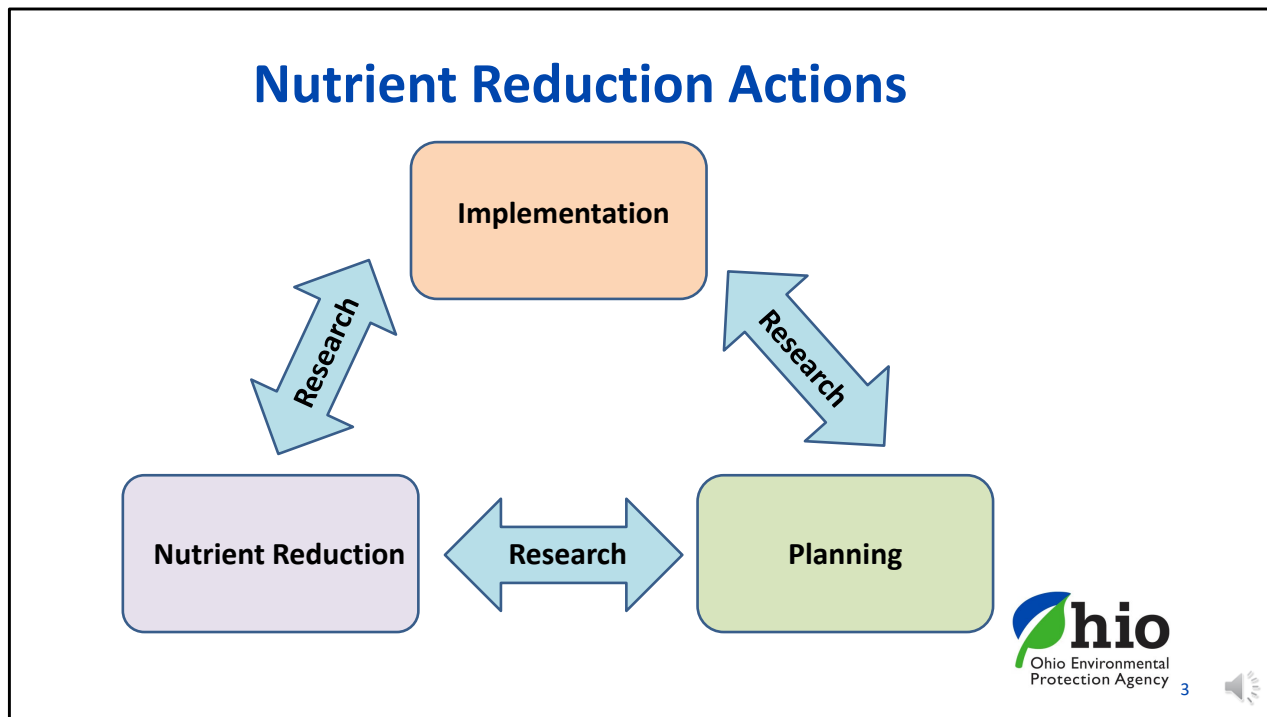 Nutrient Reduction Actions
Implementation
Research
Research
Nutrient Reduction
Research
Planning
hio
Ohio Environmental
Protection Agency
3